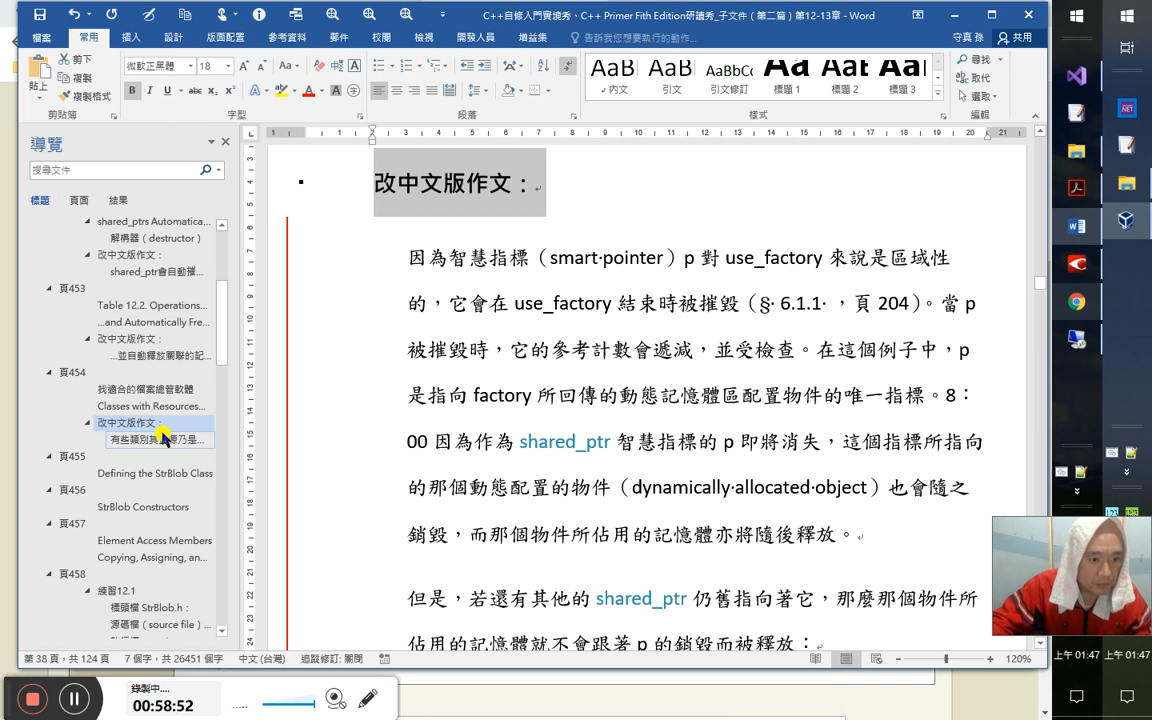 C++自修入門實境秀、C++ Primer Fith Edition研讀秀_子文件（第二篇）第12-13章 - Word
檔案 常用 插入 設計 版面配置 參考資料 郵件 校閱 檢視 開發人員 增益集 告訴我您想要執行的動作... 守真 孫 共用
貼上 剪下 複製 複製格式
微軟正黑體 18
AaB AaB AaBbCc Aa Aat Aa
內文 引文 引文修訂 標題 1 標題 2 標題 3
尋找 取代 選取
剪貼簿 字型 段落 樣式 編輯
導覽
搜尋文件
標題 頁面 結果
shared_ptrs Automatica...
解構器（destructor）
改中文版作文：
shared_ptr會自動摧...
頁453
Table 12.2. Operations...
...and Automatically Fre...
改中文版作文：
...並自動釋放關聯的記...
頁454
找適合的檔案總管軟體
Classes with Resources...
改中文版作文：
頁455
Defining the StrBlob Class
頁456
StrBlob Constructors
頁457
Element Access Members
Copying, Assigning, an...
頁458
練習12.1
標頭檔 StrBlob.h：
源碼檔（source file）...
改中文版作文：
因為智慧指標（smart·pointer）p 對 use_factory 來說是區域性
的，它會在 use_factory 結束時被摧毀（§· 6.1.1· ，頁 204）。當 p
被摧毀時，它的參考計數會遞減，並受檢查。在這個例子中，p
是指向 factory 所回傳的動態記憶體區配置物件的唯一指標。8：
00 因為作為 shared_ptr 智慧指標的 p 即將消失，這個指標所指向
的那個動態配置的物件（dynamically·allocated·object）也會隨之
銷毀，而那個物件所佔用的記憶體亦將隨後釋放。
但是，若還有其他的 shared_ptr 仍舊指向著它，那麼那個物件所
佔用的記憶體就不會跟著 p 的銷毀而被釋放：
第 38 頁，共 124 頁 7 個字，共 26451 個字 中文 (台灣) 追蹤修訂: 關閉 120%
錄製中....
00:58:52
上午 01:47 上午 01:47